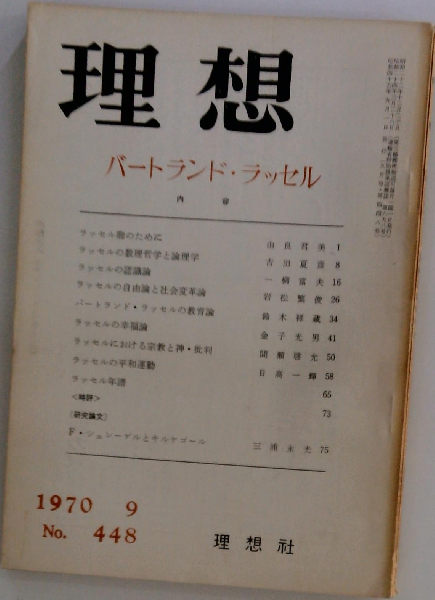 理想
バートランド・ラッセル
内容
ラッセル翻のために 由良君美 1
ラッセルの数理哲学と論理学 吉田夏彦 8
ラッセルの認識論 一柳富夫 16
ラッセルの自由論と社会変革論 岩松繁俊 26
バートランド・ラッセルの教育論 鈴木祥蔵 34
ラッセルの幸福論 金子光男 41
ラッセルにおける宗教と神・批判 間瀬啓允 50
ラッセルの平和運動 日高一輝 58
ラッセル年譜 65
<時評> 73
〔研究論文〕
F・シュレーゲルとキルケゴール 三浦永光 75
1970 9
No. 448
理想社